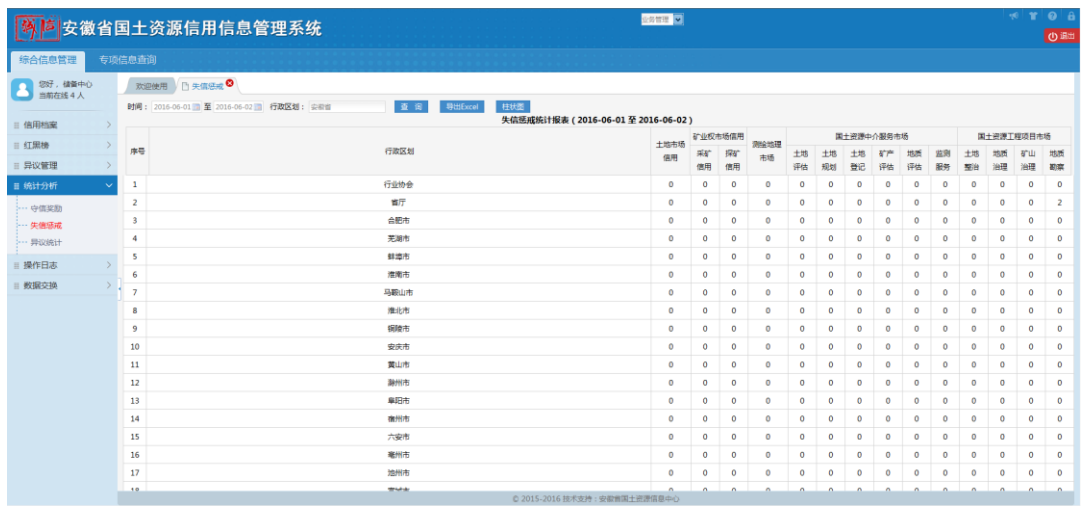 诚信 安徽省国土资源信用信息管理系统
业务管理
退出
综合信息管理 专项信息查询
您好，储备中心
当前在线 4 人
欢迎使用 失信惩戒
时间： 2016-06-01 至 2016-06-02 行政区划： 安徽省 查 询 导出Excel 柱状图
失信惩戒统计报表 ( 2016-06-01 至 2016-06-02 )
信用档案
红黑榜
异议管理
统计分析
守信奖励
失信惩戒
异议统计
操作日志
数据交换
序号 行政区划 土地市场信用 矿业权市场信用 测绘地理市场 国土资源中介服务市场 国土资源工程项目市场
采矿信用 探矿信用 土地评估 土地规划 土地登记 矿产评估 地质评估 监测服务 土地整治 地质治理 矿山治理 地质勘察
1 行业协会 0 0 0 0 0 0 0 0 0 0 0 0 0 0
2 省厅 0 0 0 0 0 0 0 0 0 0 0 0 0 2
3 合肥市 0 0 0 0 0 0 0 0 0 0 0 0 0 0
4 芜湖市 0 0 0 0 0 0 0 0 0 0 0 0 0 0
5 蚌埠市 0 0 0 0 0 0 0 0 0 0 0 0 0 0
6 淮南市 0 0 0 0 0 0 0 0 0 0 0 0 0 0
7 马鞍山市 0 0 0 0 0 0 0 0 0 0 0 0 0 0
8 淮北市 0 0 0 0 0 0 0 0 0 0 0 0 0 0
9 铜陵市 0 0 0 0 0 0 0 0 0 0 0 0 0 0
10 安庆市 0 0 0 0 0 0 0 0 0 0 0 0 0 0
11 黄山市 0 0 0 0 0 0 0 0 0 0 0 0 0 0
12 滁州市 0 0 0 0 0 0 0 0 0 0 0 0 0 0
13 阜阳市 0 0 0 0 0 0 0 0 0 0 0 0 0 0
14 宿州市 0 0 0 0 0 0 0 0 0 0 0 0 0 0
15 六安市 0 0 0 0 0 0 0 0 0 0 0 0 0 0
16 亳州市 0 0 0 0 0 0 0 0 0 0 0 0 0 0
17 池州市 0 0 0 0 0 0 0 0 0 0 0 0 0 0
© 2015-2016 技术支持：安徽省国土资源信息中心